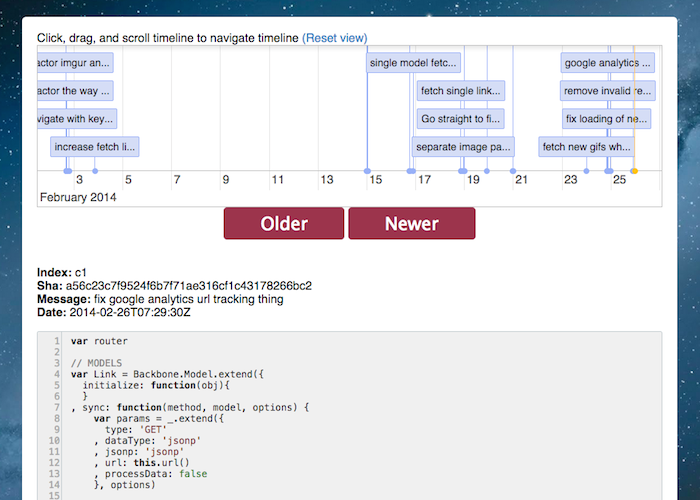 Click, drag, and scroll timeline to navigate timeline (Reset view)
actor imgur an... single model fetc... google analytics ...
actor the way ... fetch single link... remove invalid re...
vigate with key... Go straight to fi... fix loading of ne...
increase fetch li... separate image pa... fetch new gifs wh...
3 5 7 9 11 13 15 17 19 21 23 25
February 2014
Older Newer
Index: c1
Sha: a56c23c7f9524f6b7f71ae316cf1c43178266bc2
Message: fix google analytics url tracking thing
Date: 2014-02-26T07:29:30Z
1 var router
2
3 // MODELS
4 var Link = Backbone.Model.extend({
5 initialize: function(obj){
6 }
7 , sync: function(method, model, options) {
8 var params = _.extend({
9 type: 'GET'
10 , dataType: 'jsonp'
11 , jsonp: 'jsonp'
12 , url: this.url()
13 , processData: false
14 }, options)
15